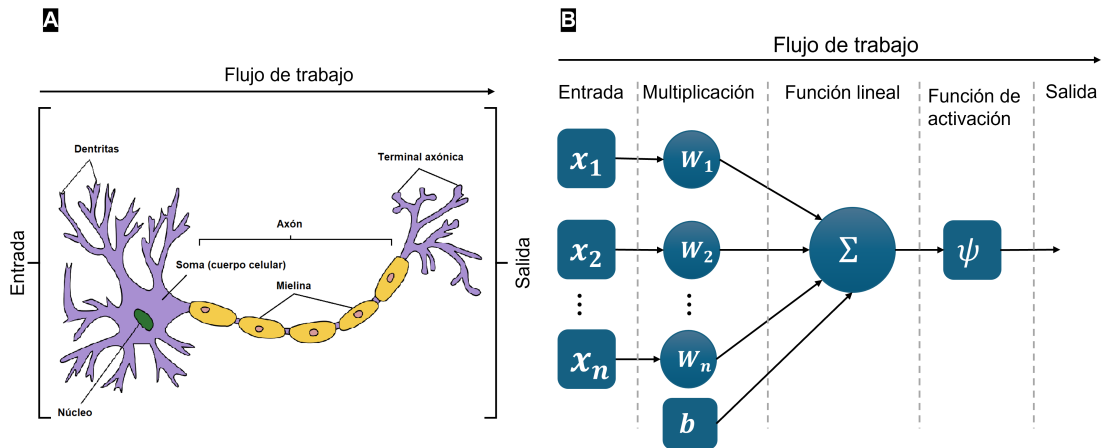 A
Flujo de trabajo
Entrada
Dentritas
Terminal axónica
Axón
Soma (cuerpo celular)
Mielina
Núcleo
Salida
B
Flujo de trabajo
Entrada
Multiplicación
Función lineal
Función de
activación
Salida
x1
W1
x2
W2
Σ
ψ
⋮
⋮
xn
Wn
b